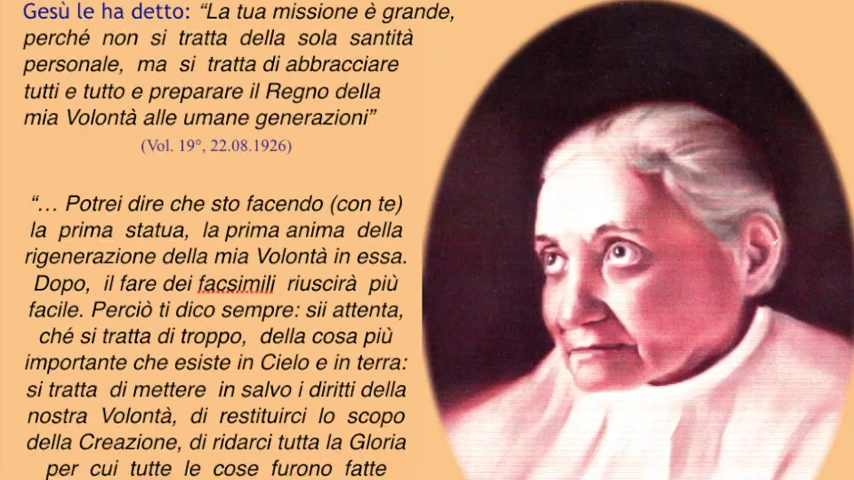 Gesù le ha detto: “La tua missione è grande,
perché non si tratta della sola santità
personale, ma si tratta di abbracciare
tutti e tutto e preparare il Regno della
mia Volontà alle umane generazioni”
(Vol. 19°, 22.08.1926)
“… Potrei dire che sto facendo (con te)
la prima statua, la prima anima della
rigenerazione della mia Volontà in essa.
Dopo, il fare dei facsimili riuscirà più
facile. Perciò ti dico sempre: sii attenta,
ché si tratta di troppo, della cosa più
importante che esiste in Cielo e in terra:
si tratta di mettere in salvo i diritti della
nostra Volontà, di restituirci lo scopo
della Creazione, di ridarci tutta la Gloria
per cui tutte le cose furono fatte